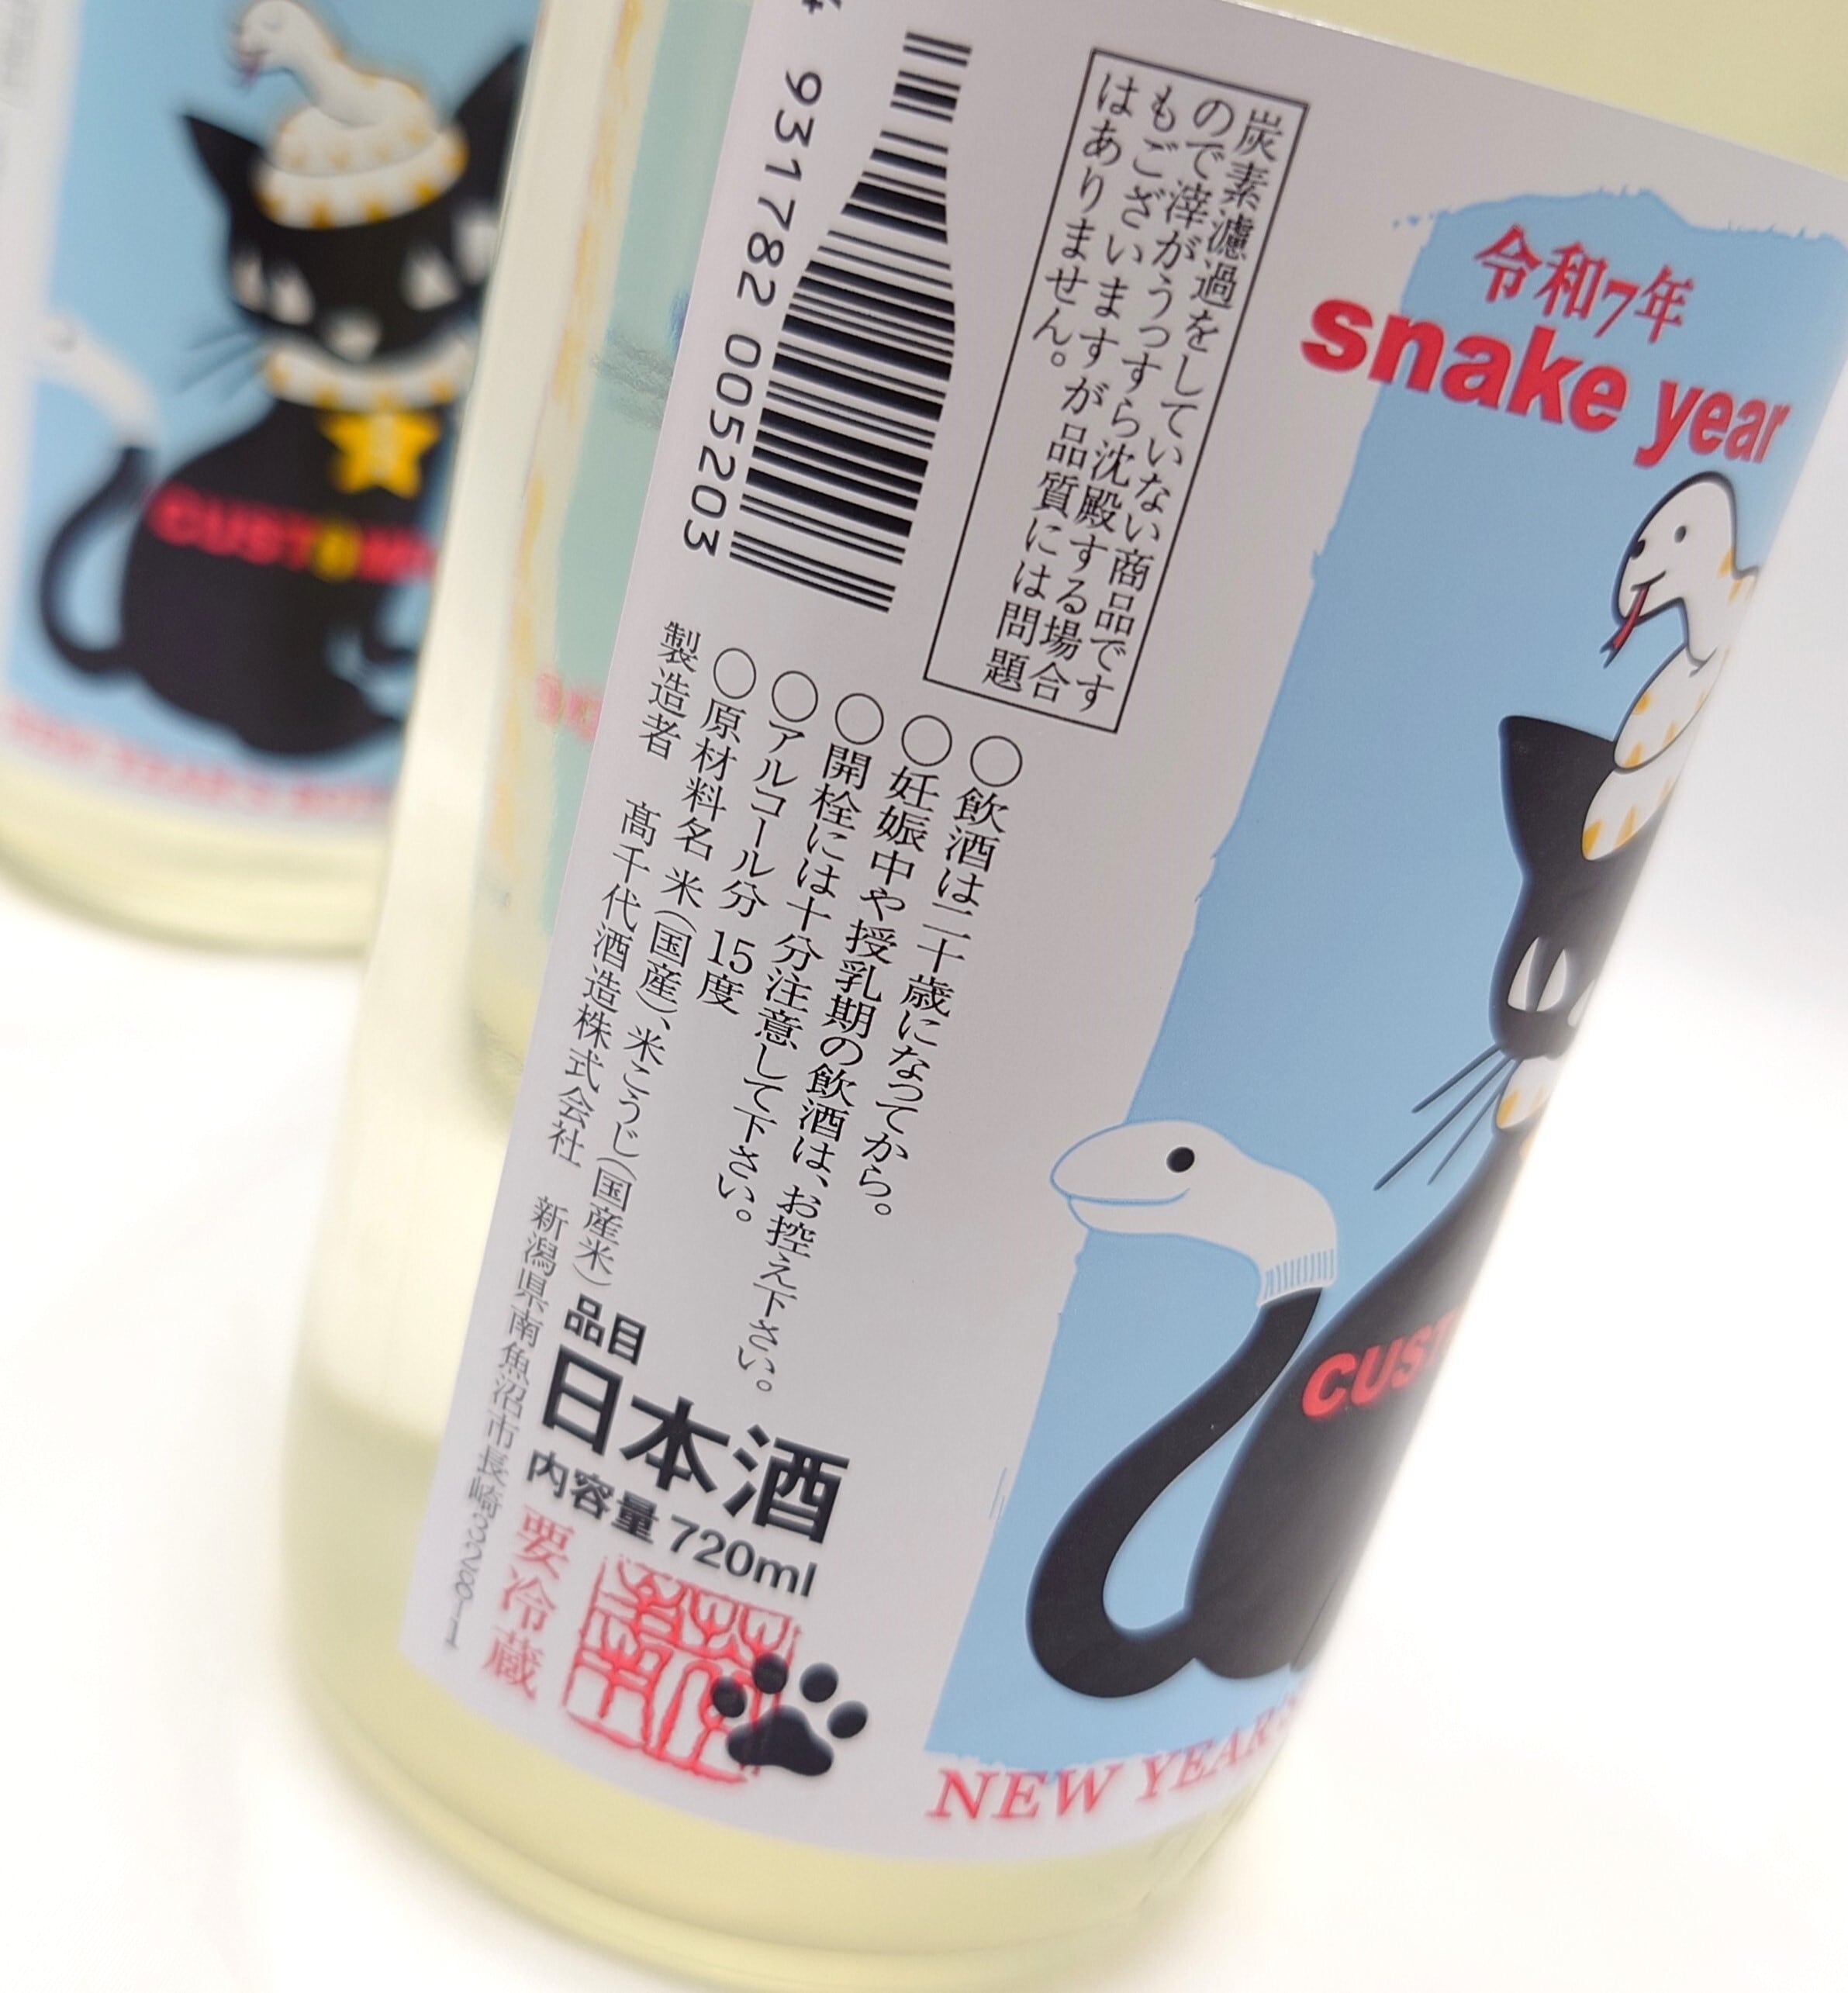 令和7年
snake year
炭素濾過をしていない商品です
ので滓がうっすら沈殿する場合
もございますが品質には問題
はありません。
4 931782 005203
○飲酒は二十歳になってから。
○妊娠中や授乳期の飲酒は、お控え下さい。
○開栓には十分注意して下さい。
○アルコール分 15度
○原材料名 米(国産)、米こうじ(国産米)
製造者 髙千代酒造株式会社 新潟県南魚沼市長崎328-1
品目
日本酒
内容量 720ml
要冷蔵
CUST
NEW YEAR
CUST